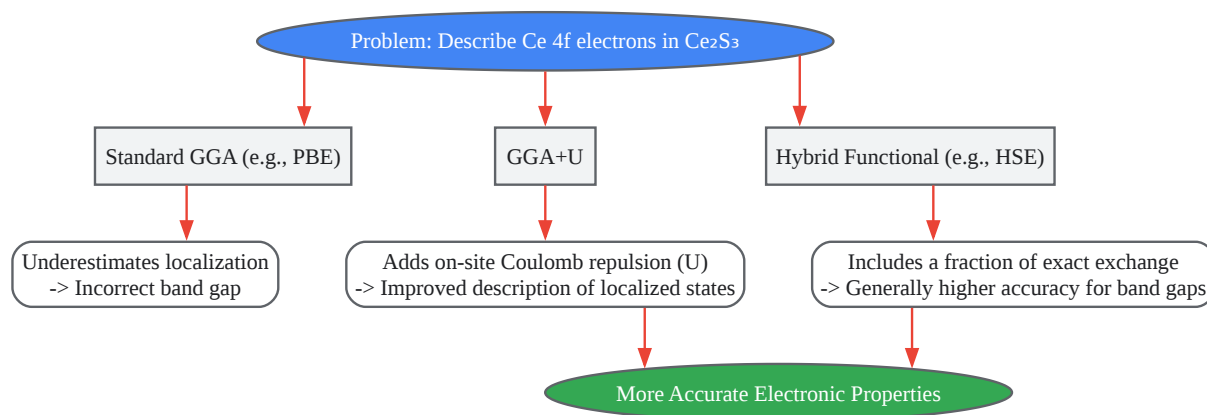 Problem: Describe Ce 4f electrons in Ce₂S₃
Standard GGA (e.g., PBE)
GGA+U
Hybrid Functional (e.g., HSE)
Underestimates localization
-> Incorrect band gap
Adds on-site Coulomb repulsion (U)
-> Improved description of localized states
Includes a fraction of exact exchange
-> Generally higher accuracy for band gaps
More Accurate Electronic Properties